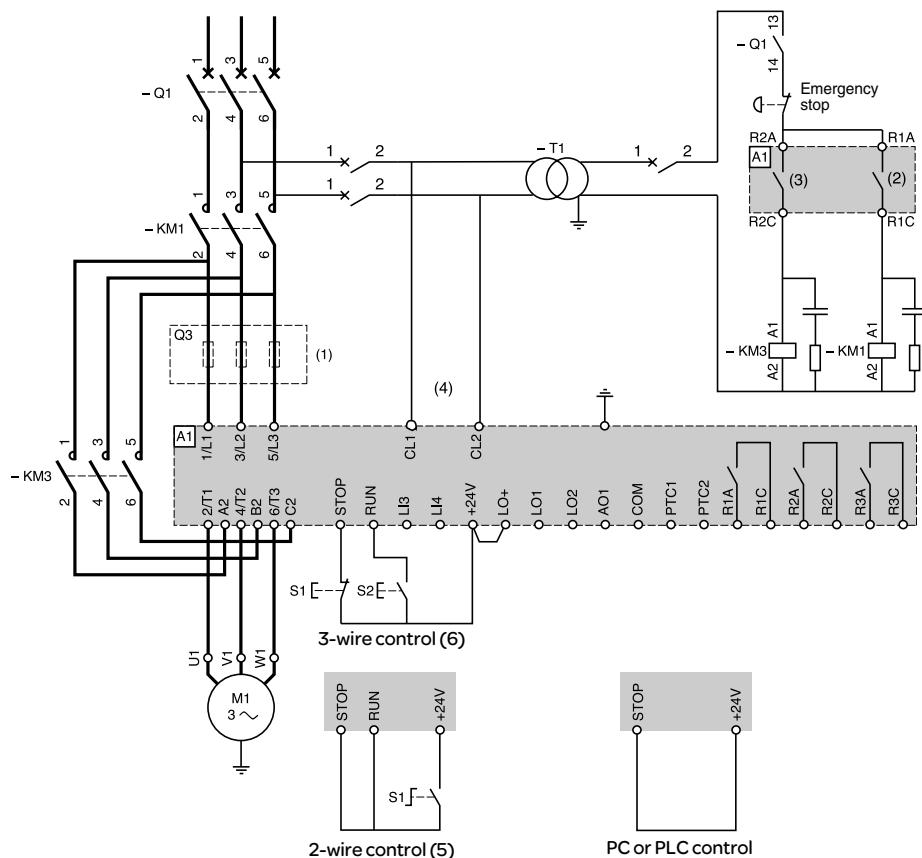 1 3 5
– Q1
2 4 6
1 2
1 2
– T1
1 2
13
– Q1
14
Emergency
stop
R2A R1A
A1
(3) (2)
R2C R1C
1 3 5
– KM1
2 4 6
Q3
(1)
A1 A1
– KM3 – KM1
A2 A2
(4)
A1
1/L1 3/L2 5/L3 CL1 CL2
1 3 5
– KM3
2 4 6
2/T1 A2 4/T2 B2 6/T3 C2 STOP RUN LI3 LI4 +24V LO+ LO1 LO2 AO1 COM PTC1 PTC2 R1A R1C R2A R2C R3A R3C
S1 S2
3-wire control (6)
U1 V1 W1
M1
3
STOP RUN +24V
S1
2-wire control (5)
STOP +24V
PC or PLC control